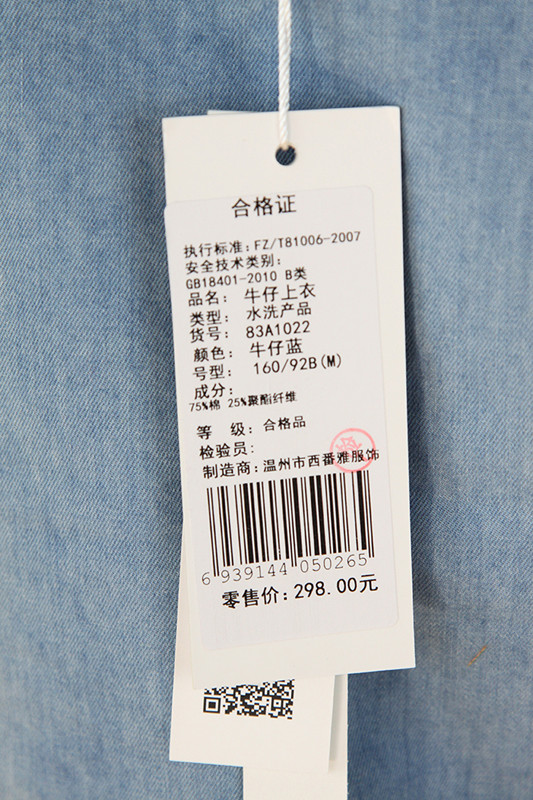 合格证
执行标准:FZ/T81006-2007
安全技术类别:
GB18401-2010 B类
品名: 牛仔上衣
类型: 水洗产品
货号: 83A1022
颜色: 牛仔蓝
号型: 160/92B(M)
成分:
75%棉 25%聚酯纤维
等 级: 合格品
检验员:
制造商:温州市西番雅服饰
6 939144 050265
零售价:298.00元